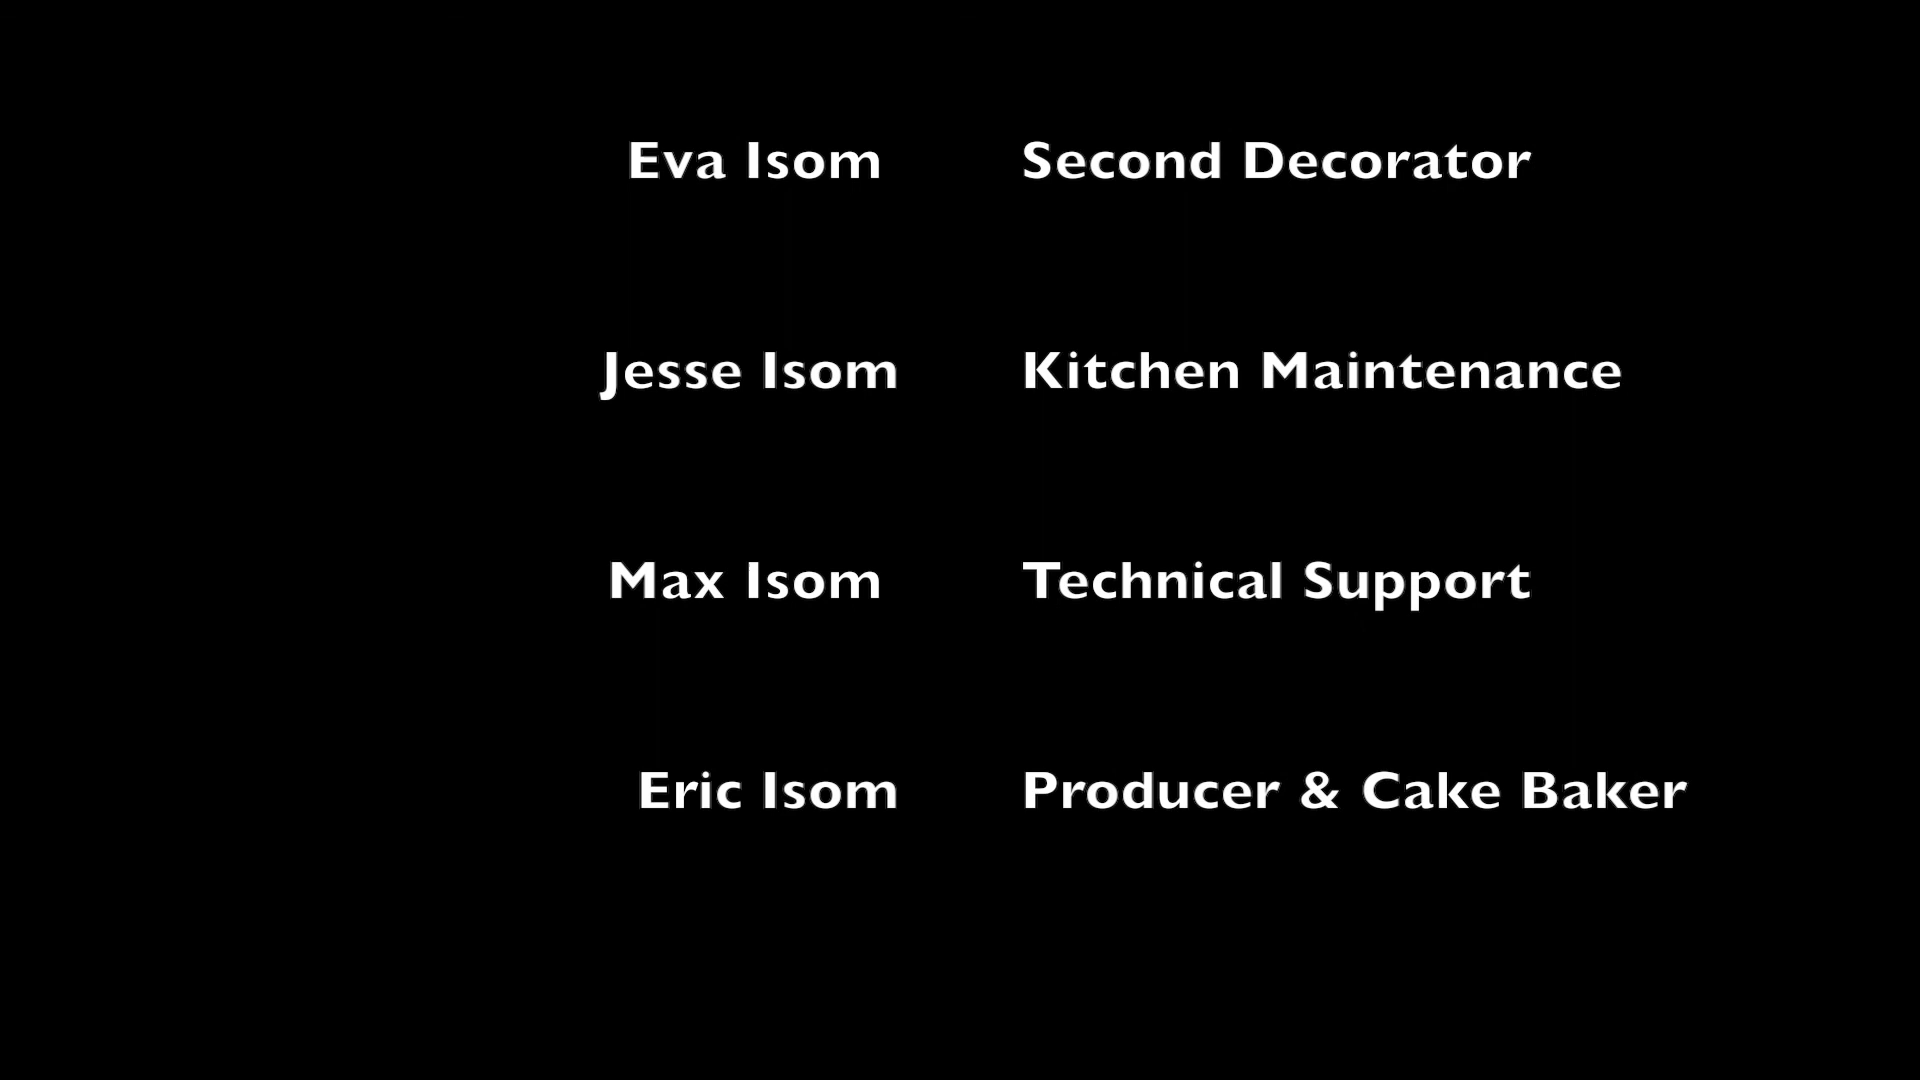 Eva Isom Second Decorator
Jesse Isom Kitchen Maintenance
Max Isom Technical Support
Eric Isom Producer & Cake Baker